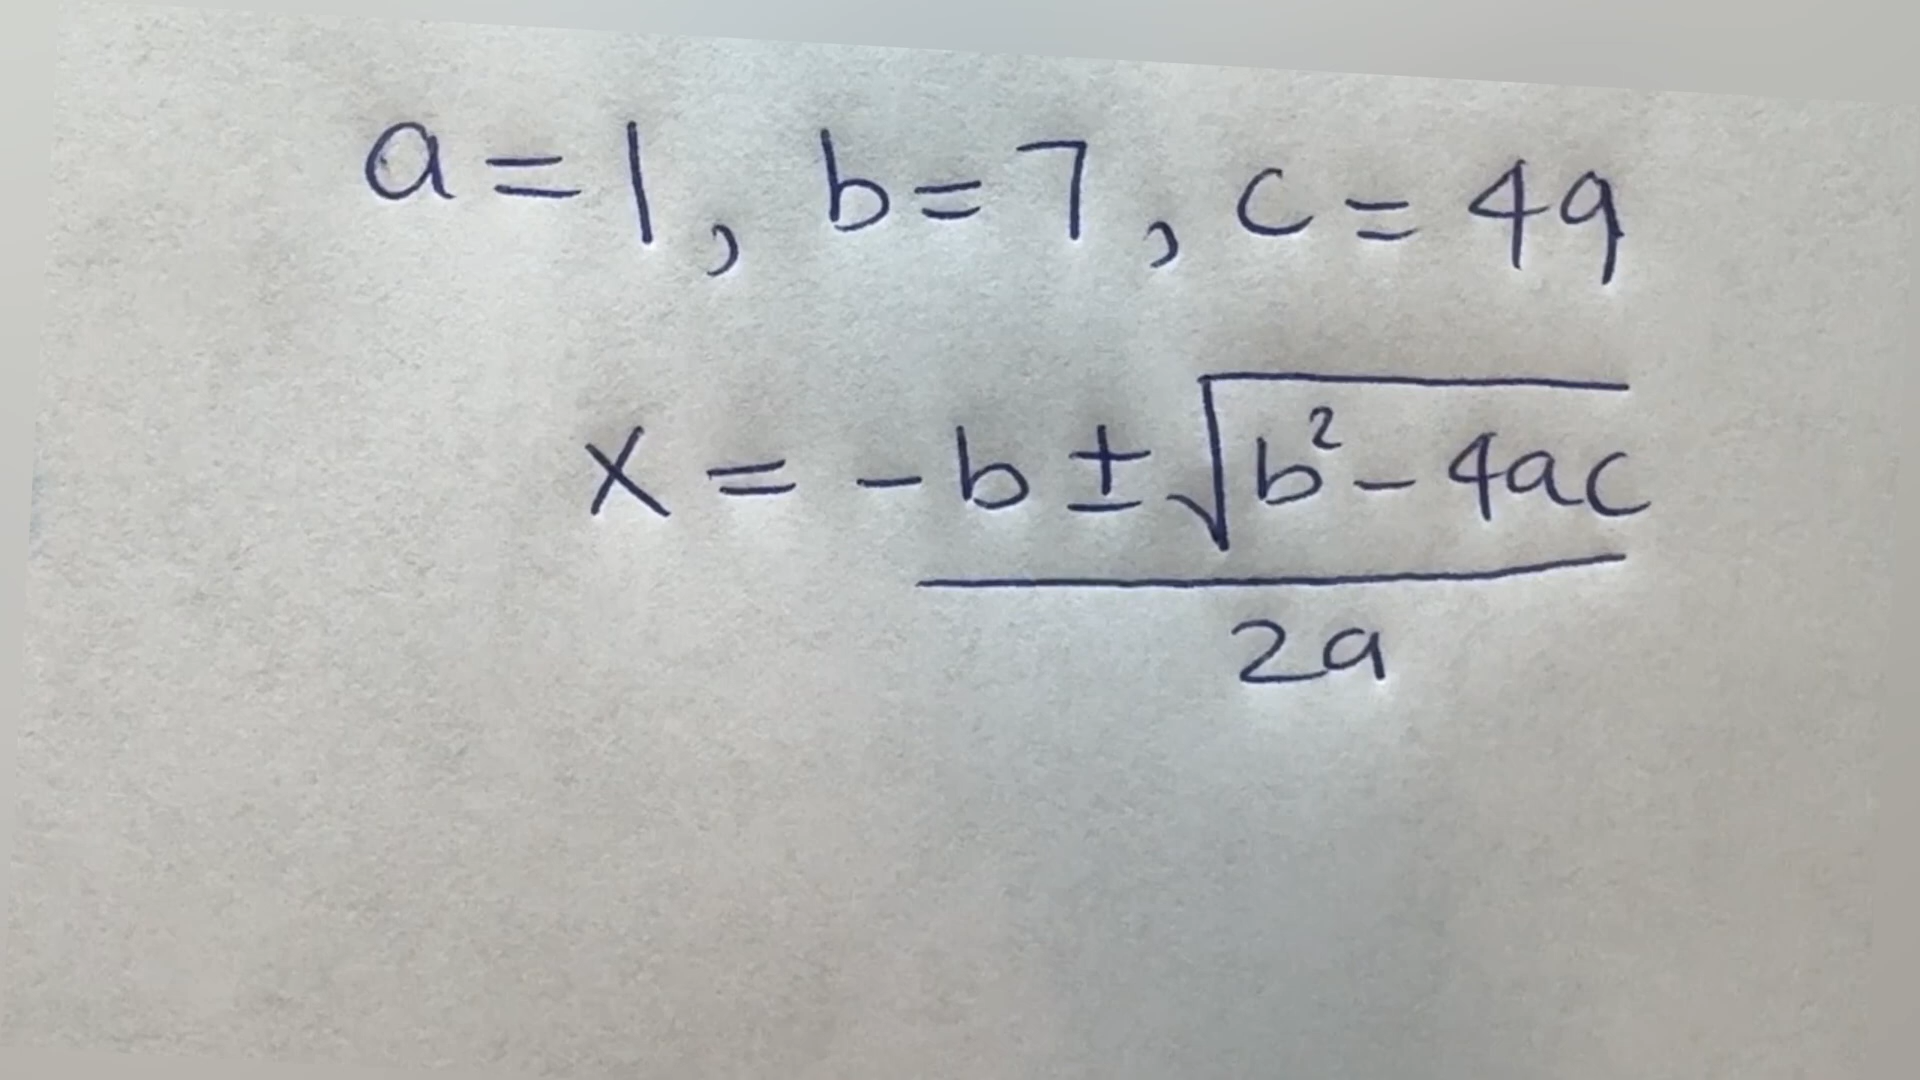 a = 1, b = 7, c = 49
x = -b ± √b² - 4ac
2a